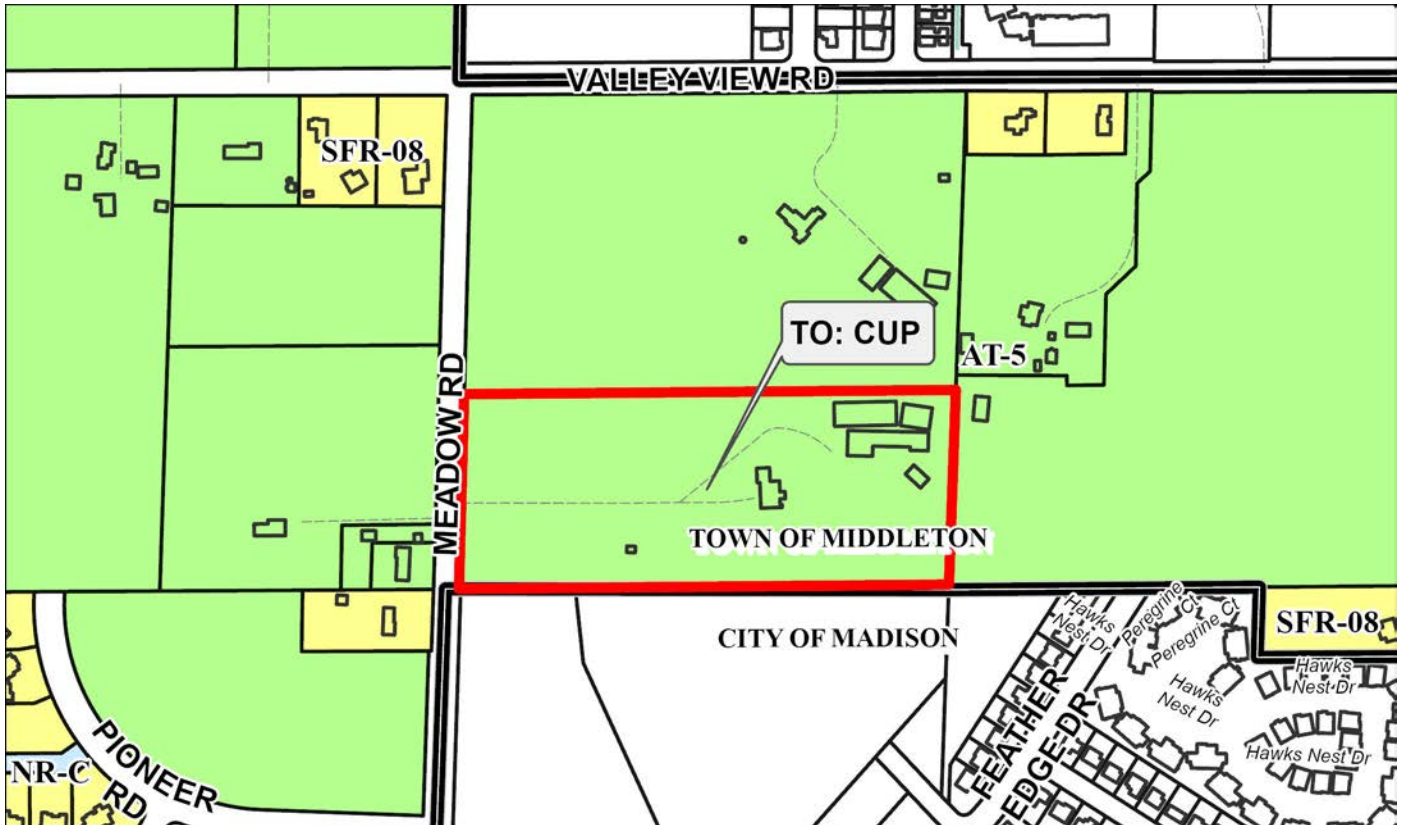 VALLEY VIEW RD
SFR-08
TO: CUP
AT-5
MEADOW RD
TOWN OF MIDDLETON
CITY OF MADISON
Hawks
Nest Dr
Peregrine
Ct
Peregrine Ct
SFR-08
Hawks
Nest Dr
Hawks
Nest Dr
Hawks Nest Dr
FEATHER
EDGE DR
PIONEER
RD
NR-C